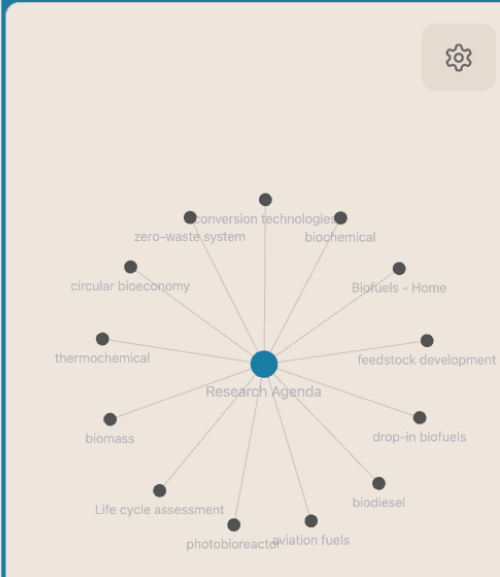 conversion technologies
zero-waste system
biochemical
circular bioeconomy
Biofuels - Home
thermochemical
feedstock development
Research Agenda
biomass
drop-in biofuels
Life cycle assessment
biodiesel
photobioreactor
aviation fuels